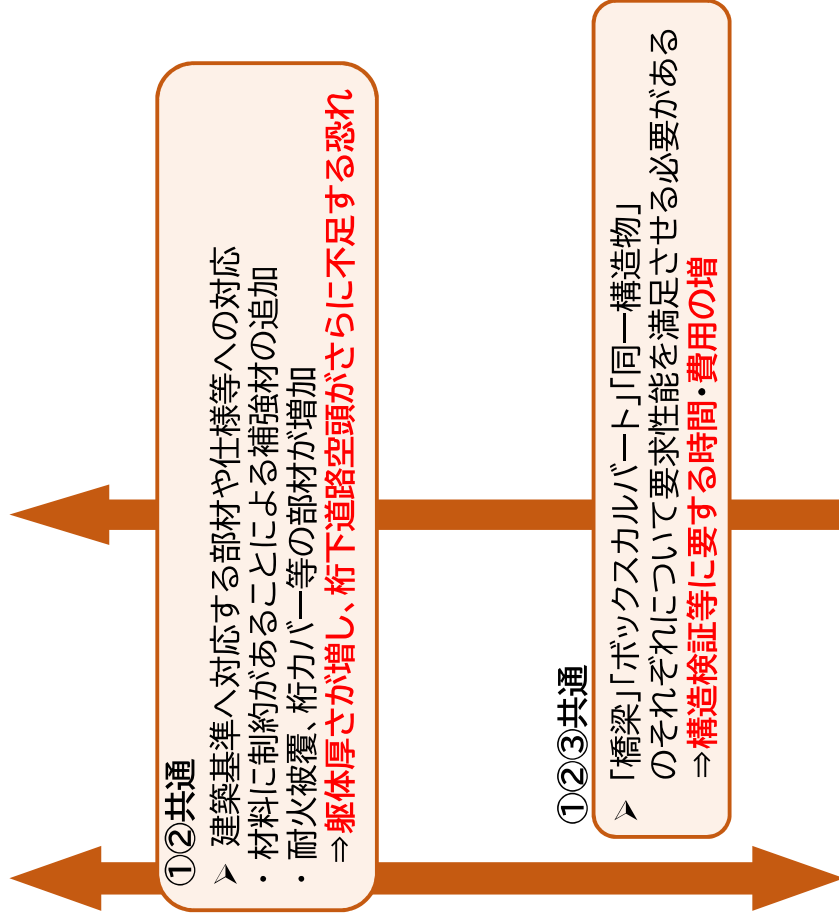 ①②共通
➢ 建築基準へ対応する部材や仕様等への対応
・材料に制約があることによる補強材の追加
・耐火被覆、桁カバー等の部材が増加
⇒躯体厚さが増し、桁下道路空頭がさらに不足する恐れ
①②③共通
➢ 「橋梁」「ボックスカルバート」「同一構造物」
のそれぞれについて要求性能を満足させる必要がある
⇒構造検証等に要する時間・費用の増